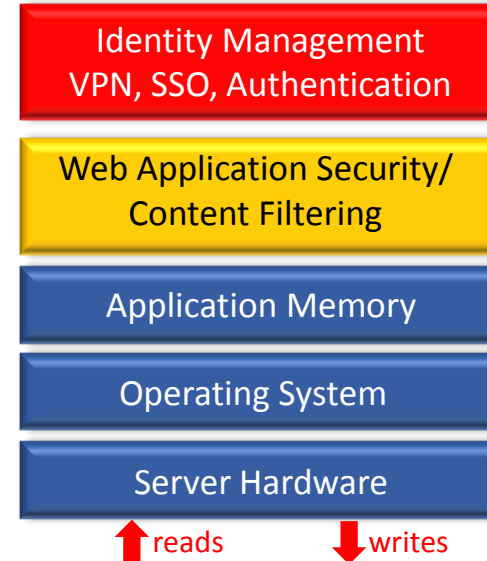 Identity Management
VPN, SSO, Authentication
Web Application Security/
Content Filtering
Application Memory
Operating System
Server Hardware
reads writes